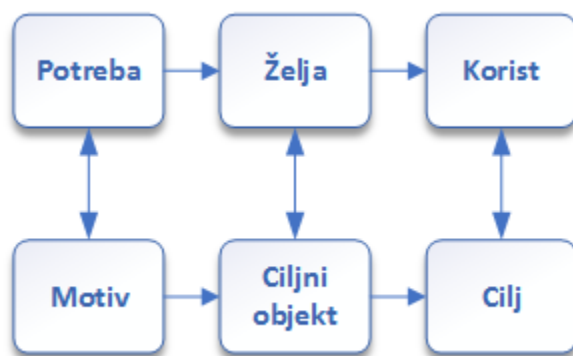 Potreba
Želja
Korist
Motiv
Ciljni
objekt
Cilj